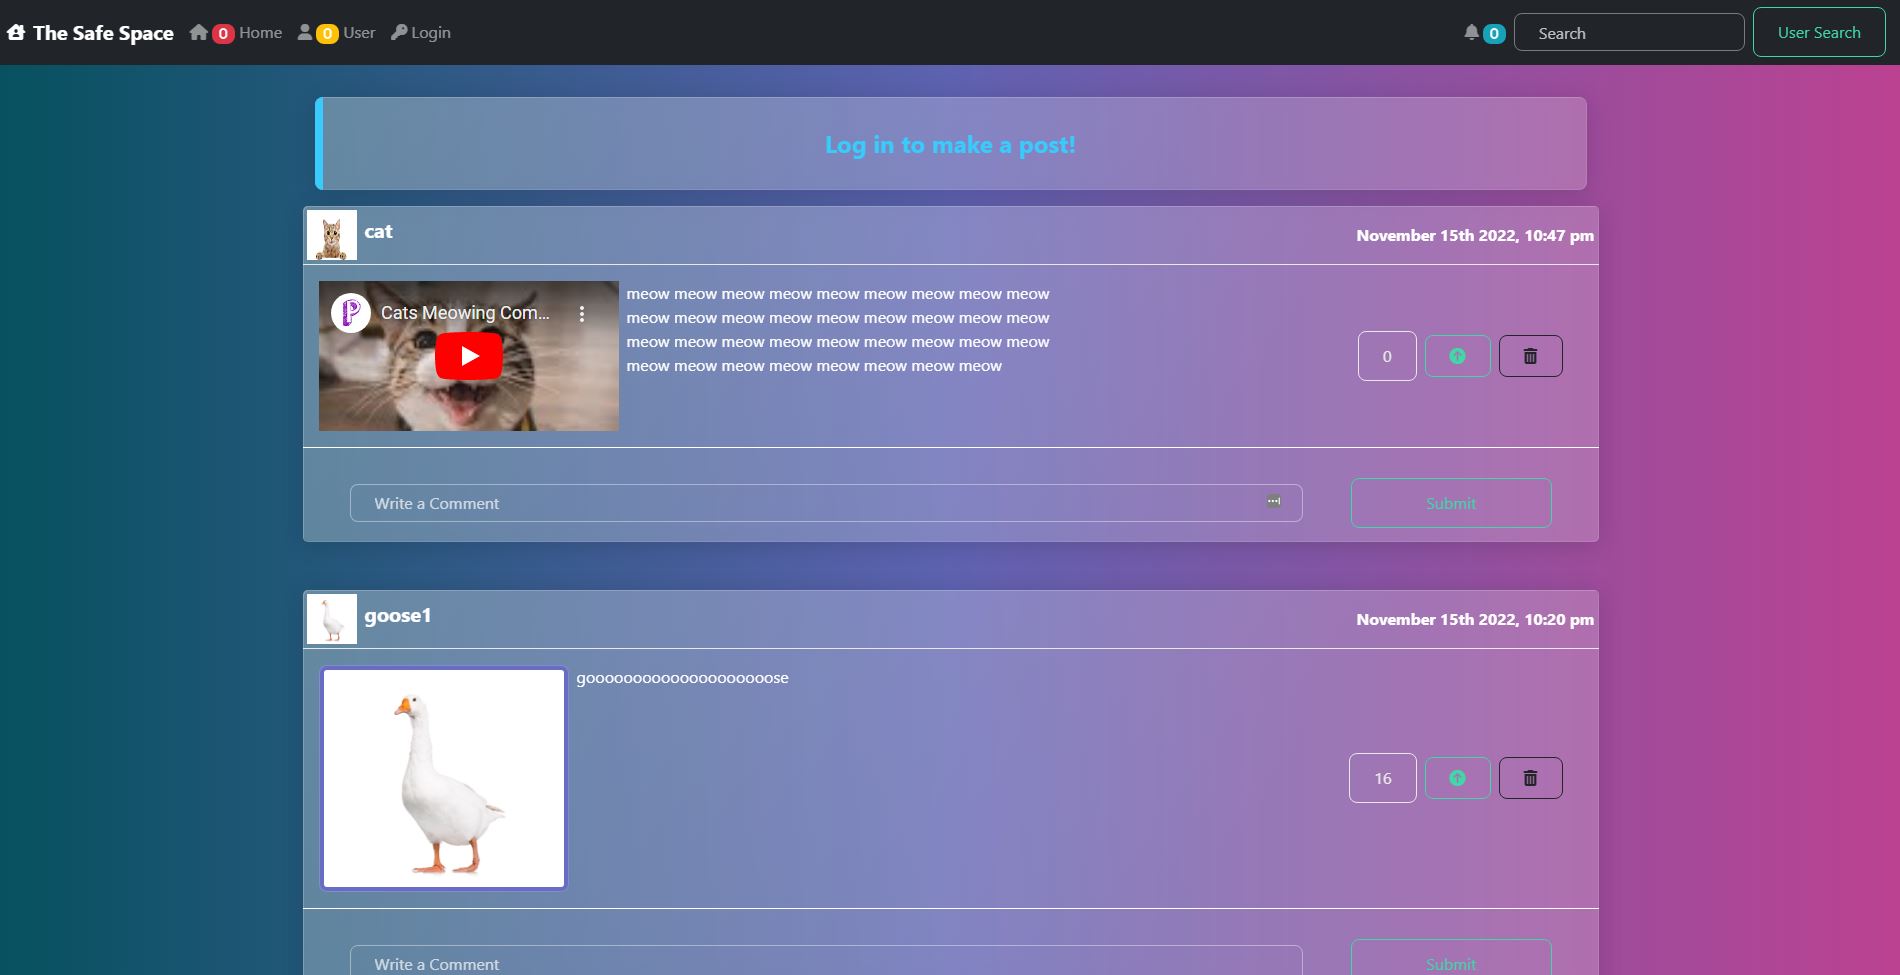 The Safe Space 0 Home 0 User Login 0 Search User Search
Log in to make a post!
cat November 15th 2022, 10:47 pm
P Cats Meowing Com...
meow meow meow meow meow meow meow meow meow
meow meow meow meow meow meow meow meow meow
meow meow meow meow meow meow meow meow meow
meow meow meow meow meow meow meow meow
0
Write a Comment Submit
goose1 November 15th 2022, 10:20 pm
gooooooooooooooooooooose
16
Write a Comment Submit